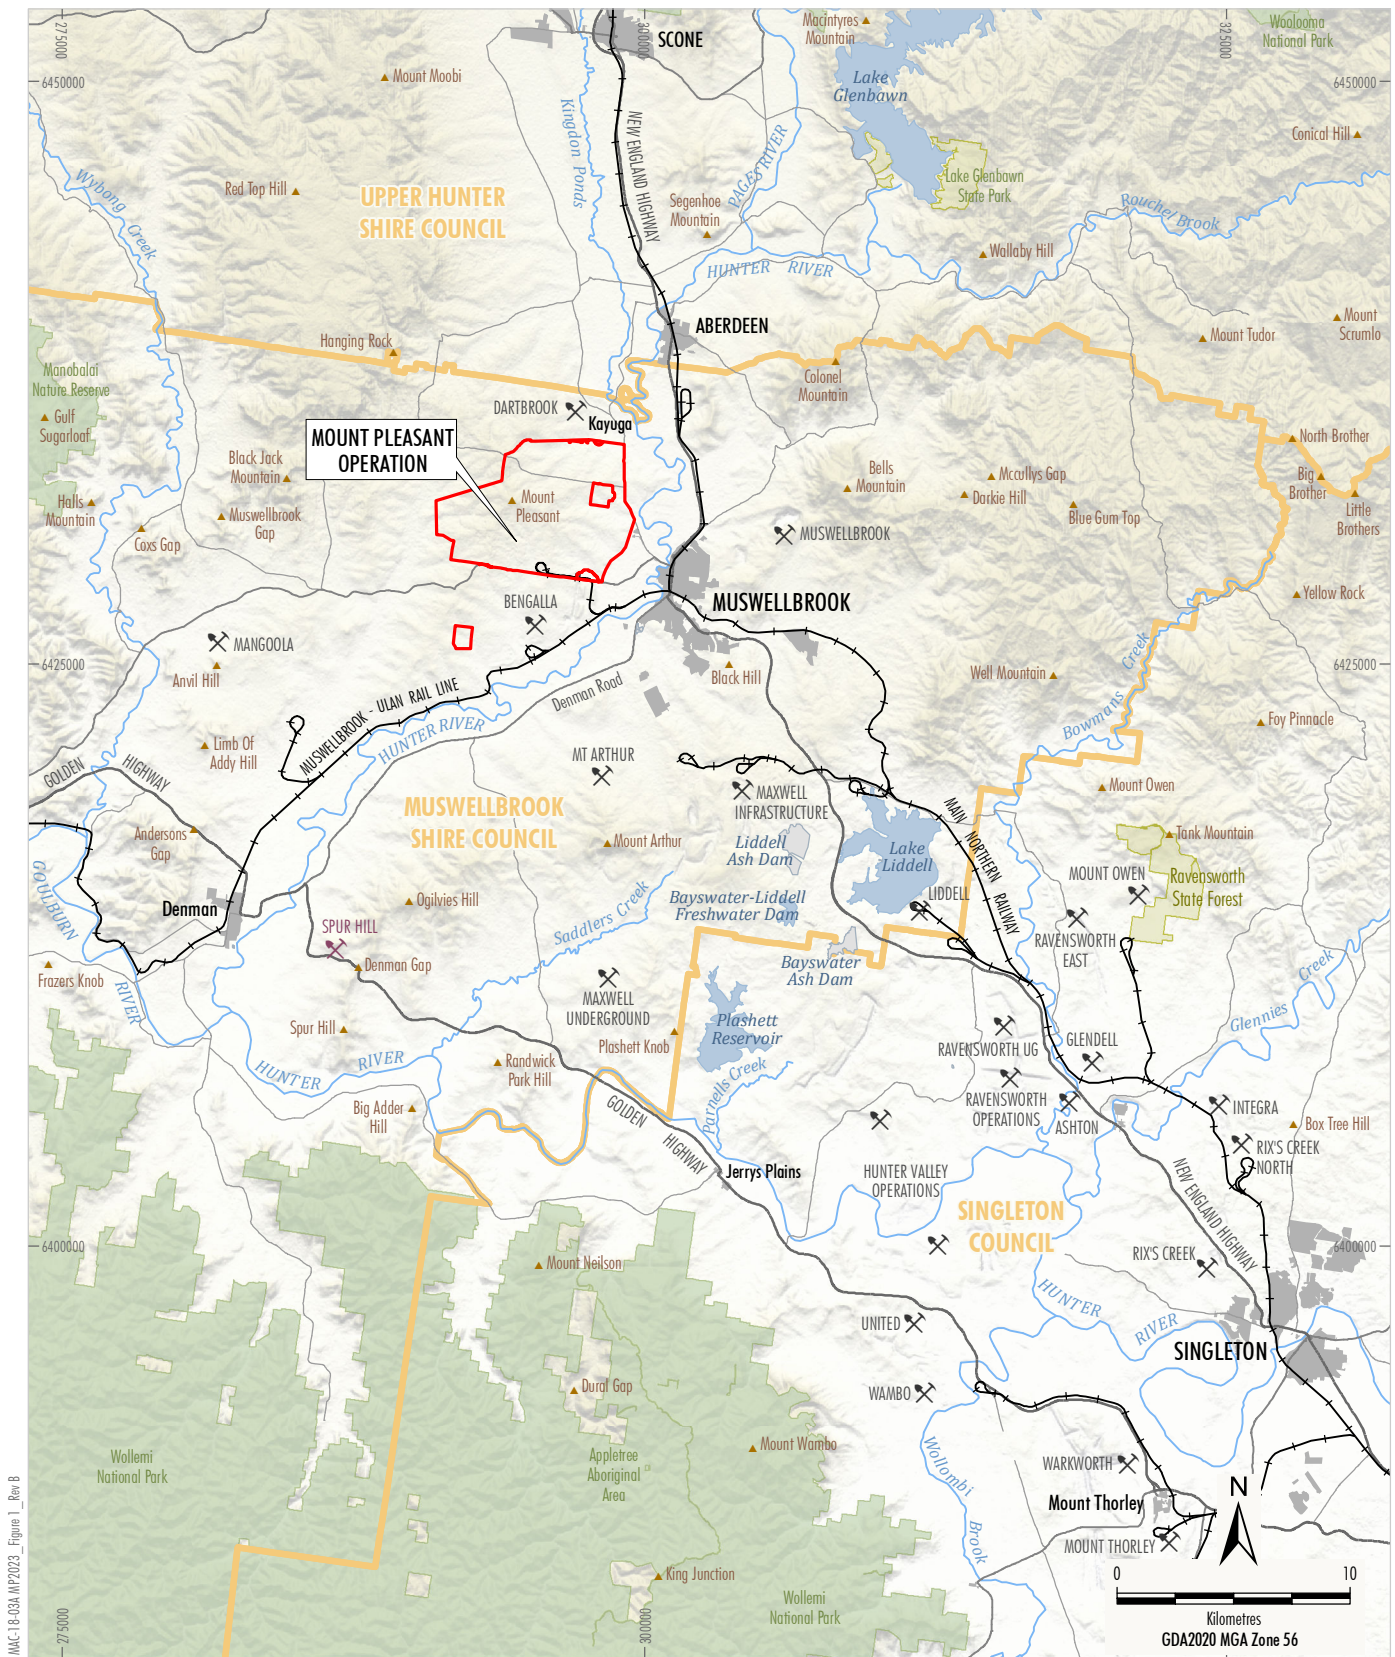 275000
300000
325000
Macintyres
Mountain
Woolooma
National Park
SCONE
Mount Moobi
6450000
6450000
Lake
Glenbawn
Kingdon Ponds
NEW ENGLAND HIGHWAY
PAGES RIVER
Conical Hill
Wybong Creek
Red Top Hill
UPPER HUNTER
SHIRE COUNCIL
Segenhoe
Mountain
Lake Glenbawn
State Park
Rouchel Brook
Wallaby Hill
HUNTER RIVER
Hanging Rock
ABERDEEN
Mount Tudor
Mount
Scrumlo
Manobalai
Nature Reserve
Colonel
Mountain
Gulf
Sugarloaf
DARTBROOK
Kayuga
MOUNT PLEASANT
OPERATION
North Brother
Black Jack
Mountain
Bells
Mountain
Mccullys Gap
Big
Brother
Halls
Mountain
Mount
Pleasant
Darkie Hill
Blue Gum Top
Little
Brothers
Muswellbrook
Gap
Coxs Gap
MUSWELLBROOK
BENGALLA
MUSWELLBROOK
Yellow Rock
MANGOOLA
6425000
6425000
Anvil Hill
Black Hill
Well Mountain
Bowmans Creek
MUSWELLBROOK - ULAN RAIL LINE
Denman Road
Foy Pinnacle
HUNTER RIVER
Limb Of
Addy Hill
GOLDEN HIGHWAY
MT ARTHUR
MAXWELL
INFRASTRUCTURE
Mount Owen
MUSWELLBROOK
SHIRE COUNCIL
MAIN NORTHERN RAILWAY
Andersons
Gap
Mount Arthur
Liddell
Ash Dam
Lake
Liddell
Tank Mountain
GOULBURN RIVER
MOUNT OWEN
Ravensworth
State Forest
Ogilvies Hill
Bayswater-Liddell
Freshwater Dam
LIDDELL
Denman
Saddlers Creek
SPUR HILL
RAVENSWORTH
EAST
Frazers Knob
Denman Gap
Bayswater
Ash Dam
Glennies Creek
MAXWELL
UNDERGROUND
Spur Hill
Plashett
Reservoir
Plashett Knob
RAVENSWORTH UG
GLENDELL
HUNTER RIVER
Randwick
Park Hill
Parnells Creek
RAVENSWORTH
OPERATIONS
Big Adder
Hill
GOLDEN HIGHWAY
ASHTON
INTEGRA
Box Tree Hill
RIX'S CREEK
NORTH
Jerrys Plains
HUNTER VALLEY
OPERATIONS
NEW ENGLAND HIGHWAY
SINGLETON
COUNCIL
6400000
6400000
Mount Neilson
RIX'S CREEK
HUNTER RIVER
UNITED
SINGLETON
Dural Gap
WAMBO
Wollemi
National Park
Appletree
Aboriginal
Area
Mount Wambo
Wollombi Brook
WARKWORTH
Mount Thorley
N
MOUNT THORLEY
King Junction
Wollemi
National Park
0
10
Kilometres
GDA2020 MGA Zone 56
275000
300000
MAC-18-03A MP2023_Figure 1_Rev B